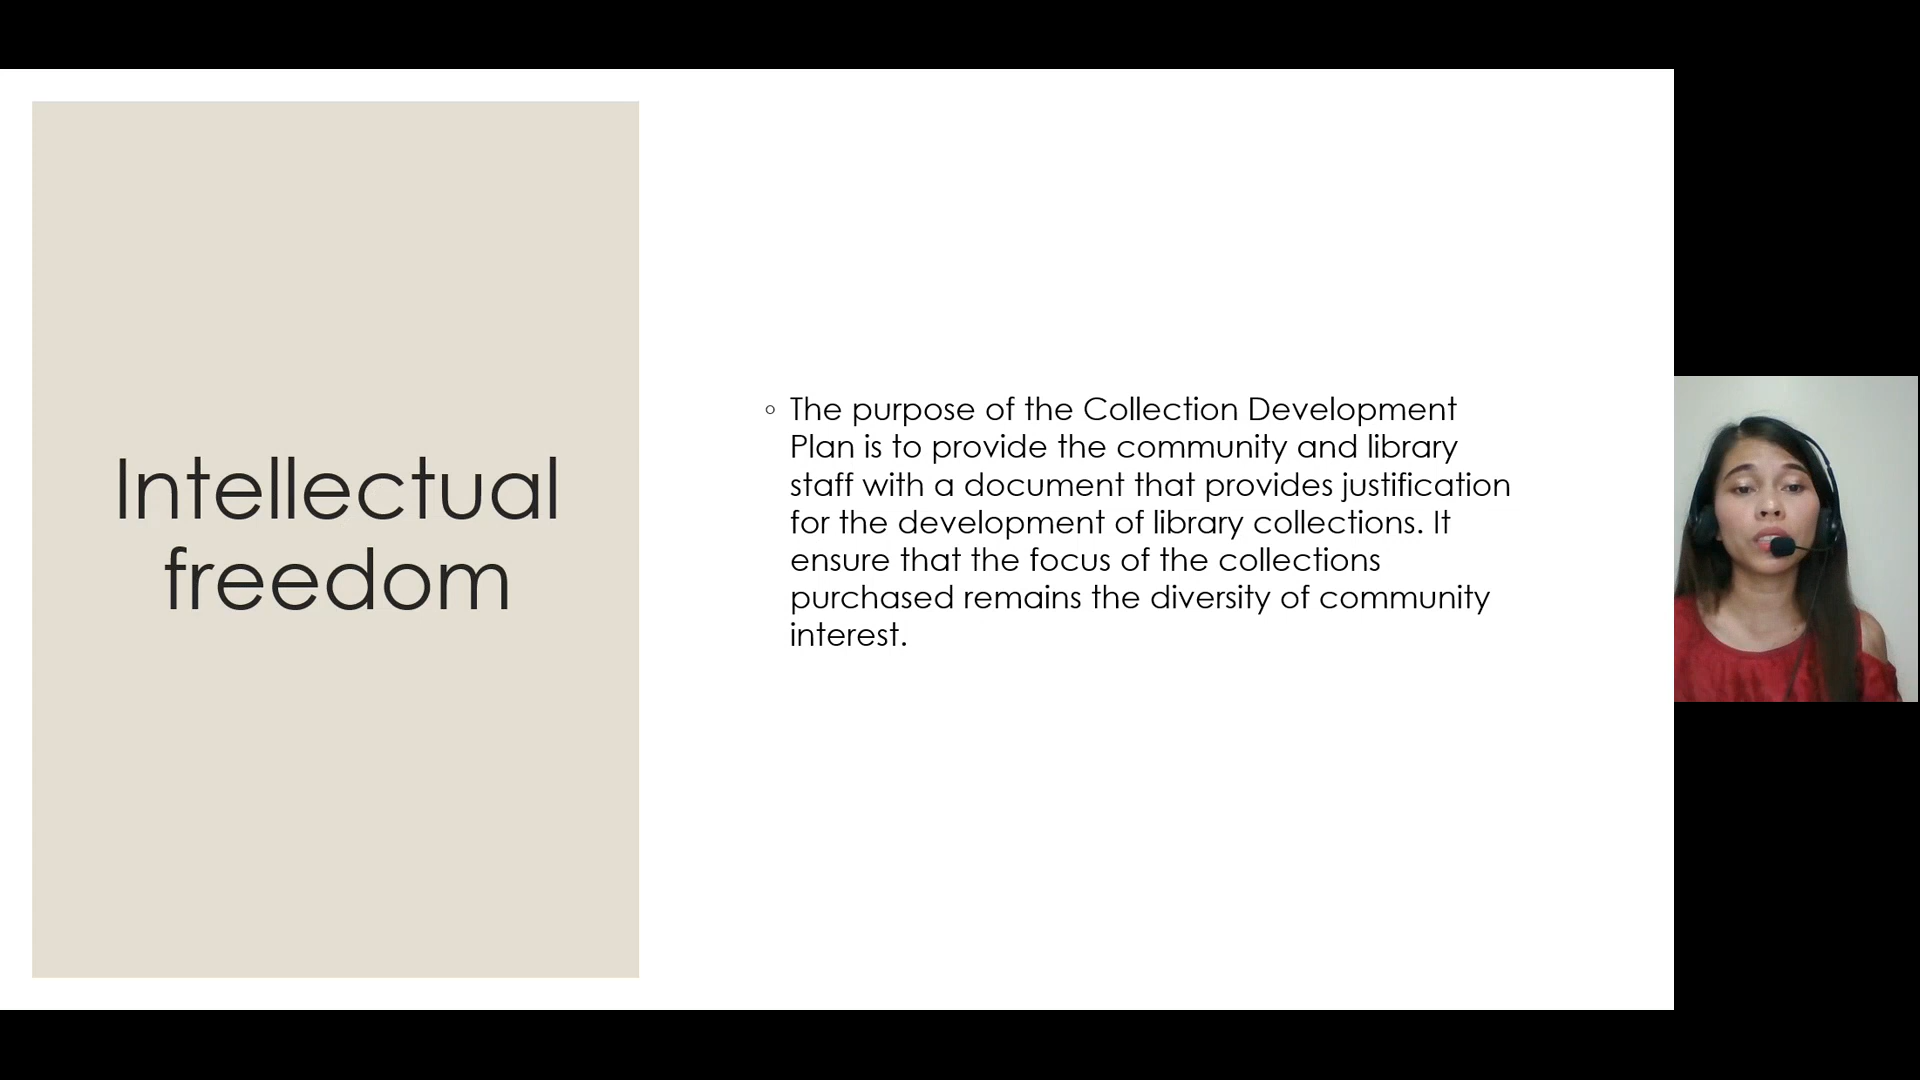 Intellectual
freedom
◦ The purpose of the Collection Development
Plan is to provide the community and library
staff with a document that provides justification
for the development of library collections. It
ensure that the focus of the collections
purchased remains the diversity of community
interest.